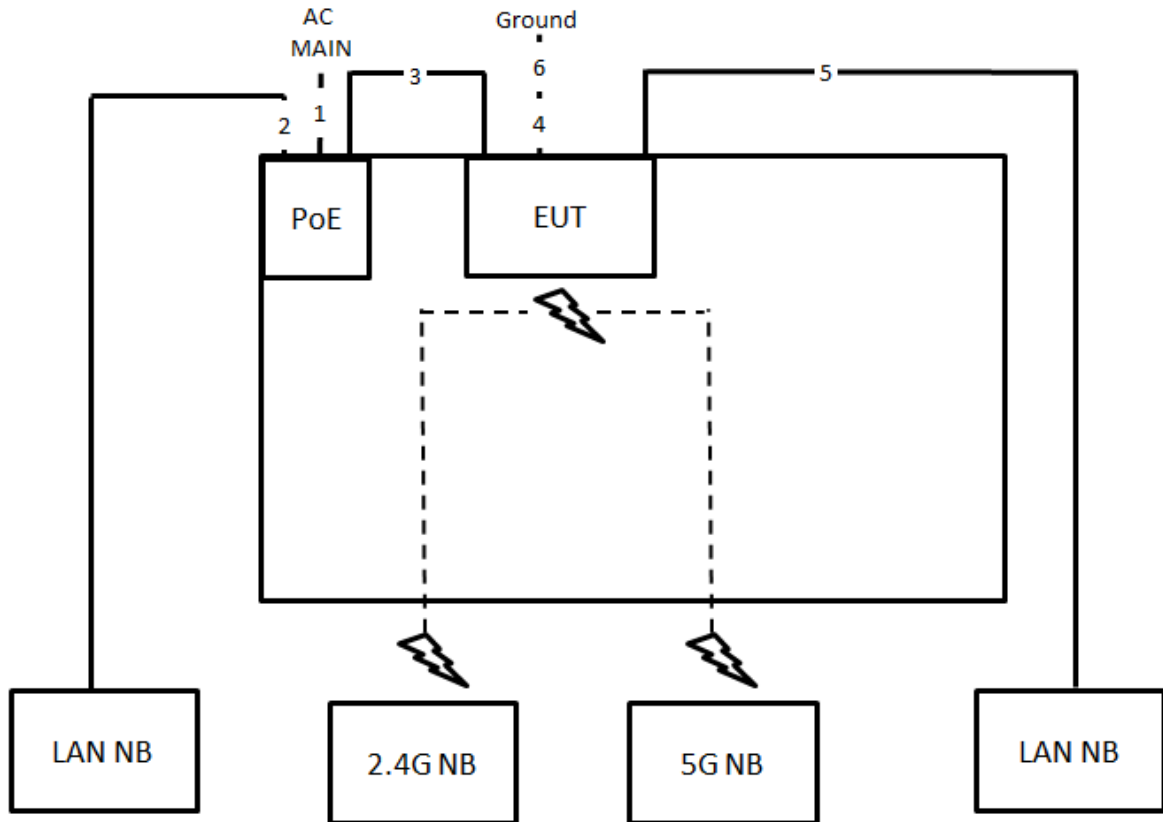 AC
MAIN
Ground
3
6
5
2
1
4
PoE
EUT
LAN NB
2.4G NB
5G NB
LAN NB